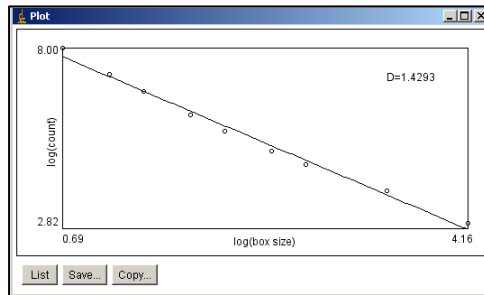 Plot
8.00
D=1.4293
log(count)
2.82
0.69
log(box size)
4.16
List
Save...
Copy...